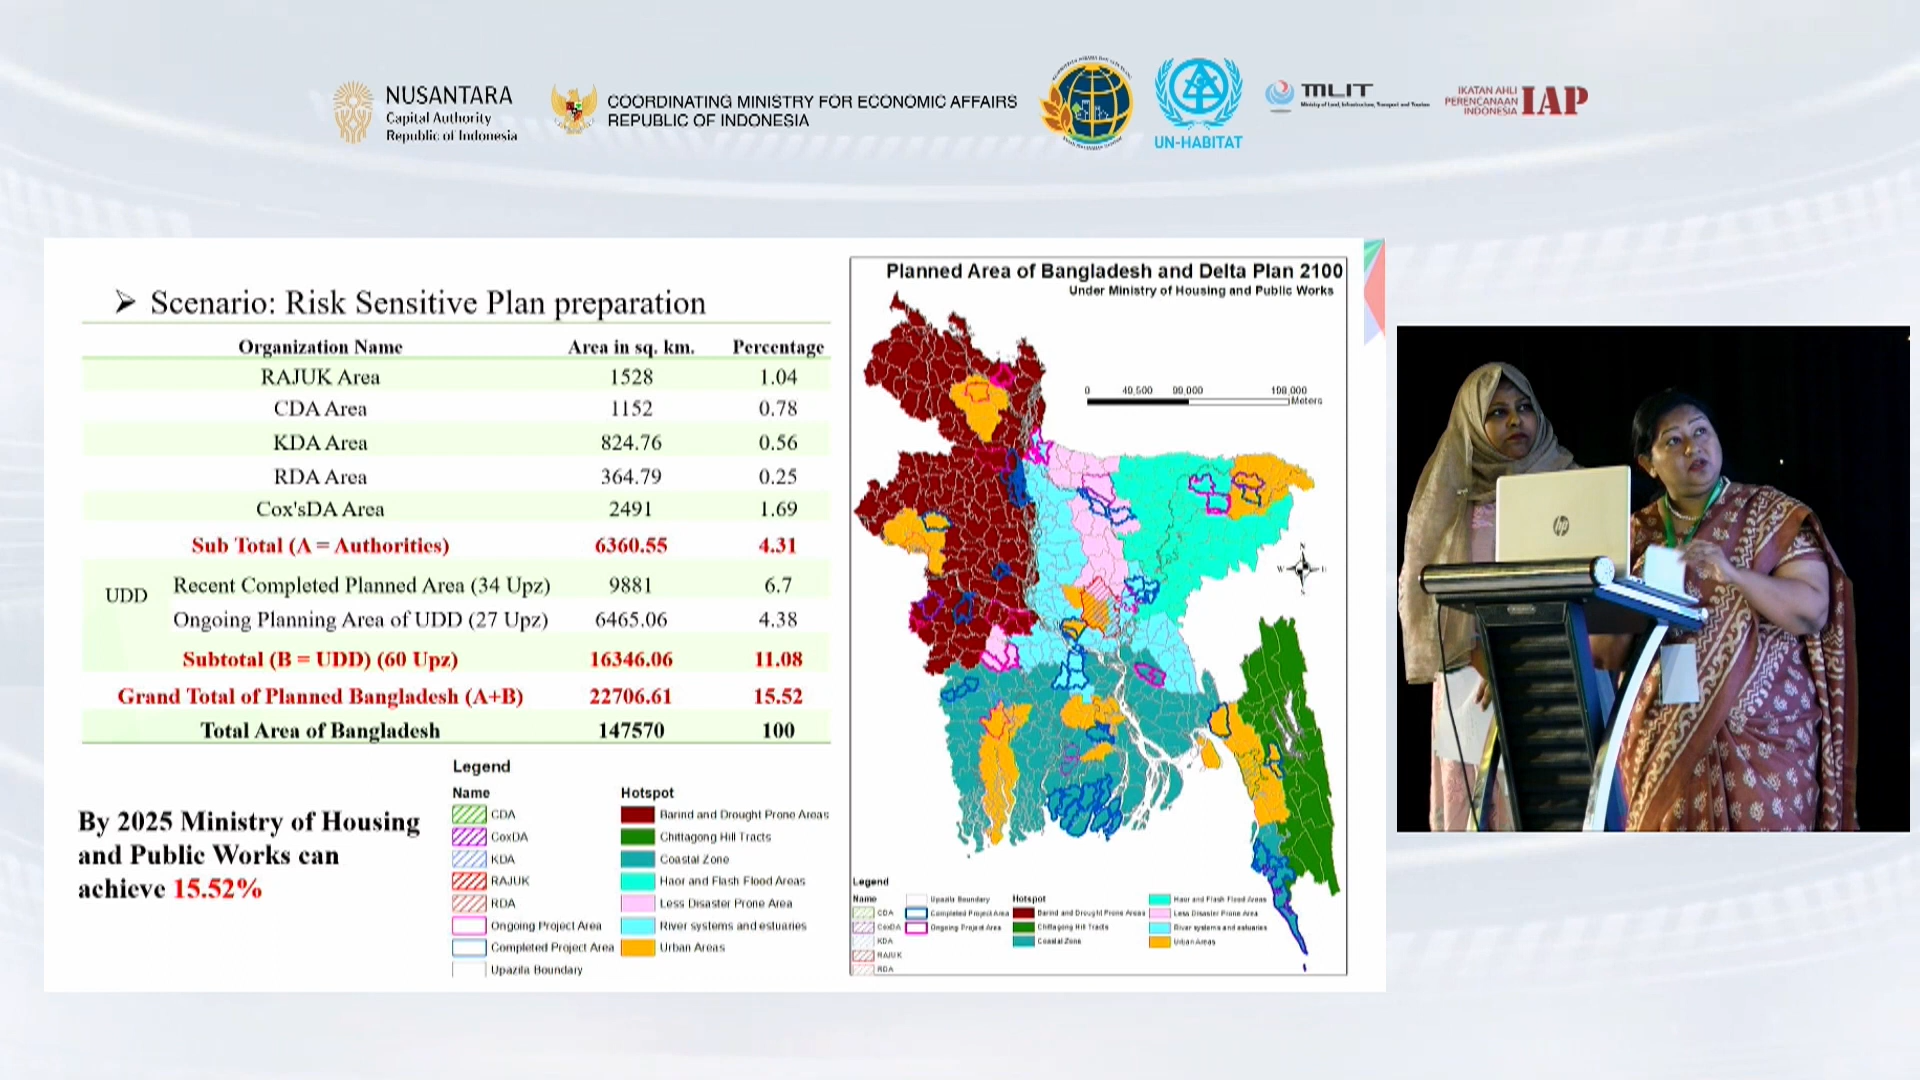 NUSANTARA
Capital Authority
Republic of Indonesia
COORDINATING MINISTRY FOR ECONOMIC AFFAIRS
REPUBLIC OF INDONESIA
UN-HABITAT
MLIT
Ministry of Land, Infrastructure, Transport and Tourism
IKATAN AHLI
PERENCANAAN
INDONESIA
IAP
➢ Scenario: Risk Sensitive Plan preparation
Organization Name Area in sq. km. Percentage
RAJUK Area 1528 1.04
CDA Area 1152 0.78
KDA Area 824.76 0.56
RDA Area 364.79 0.25
Cox'sDA Area 2491 1.69
Sub Total (A = Authorities) 6360.55 4.31
UDD
Recent Completed Planned Area (34 Upz) 9881 6.7
Ongoing Planning Area of UDD (27 Upz) 6465.06 4.38
Subtotal (B = UDD) (60 Upz) 16346.06 11.08
Grand Total of Planned Bangladesh (A+B) 22706.61 15.52
Total Area of Bangladesh 147570 100
By 2025 Ministry of Housing
and Public Works can
achieve 15.52%
Legend
Name Hotspot
CDA Barind and Drought Prone Areas
CoxDA Chittagong Hill Tracts
KDA Coastal Zone
RAJUK Haor and Flash Flood Areas
RDA Less Disaster Prone Area
Ongoing Project Area River systems and estuaries
Completed Project Area Urban Areas
Upazila Boundary
Planned Area of Bangladesh and Delta Plan 2100
Under Ministry of Housing and Public Works
0 49,500 99,000 198,000
Meters
N
W E
S
Legend
Name Upazila Boundary Hotspot Haor and Flash Flood Areas
CDA Completed Project Area Barind and Drought Prone Areas Less Disaster Prone Area
CoxDA Ongoing Project Area Chittagong Hill Tracts River systems and estuaries
KDA Coastal Zone Urban Areas
RAJUK
RDA
hp